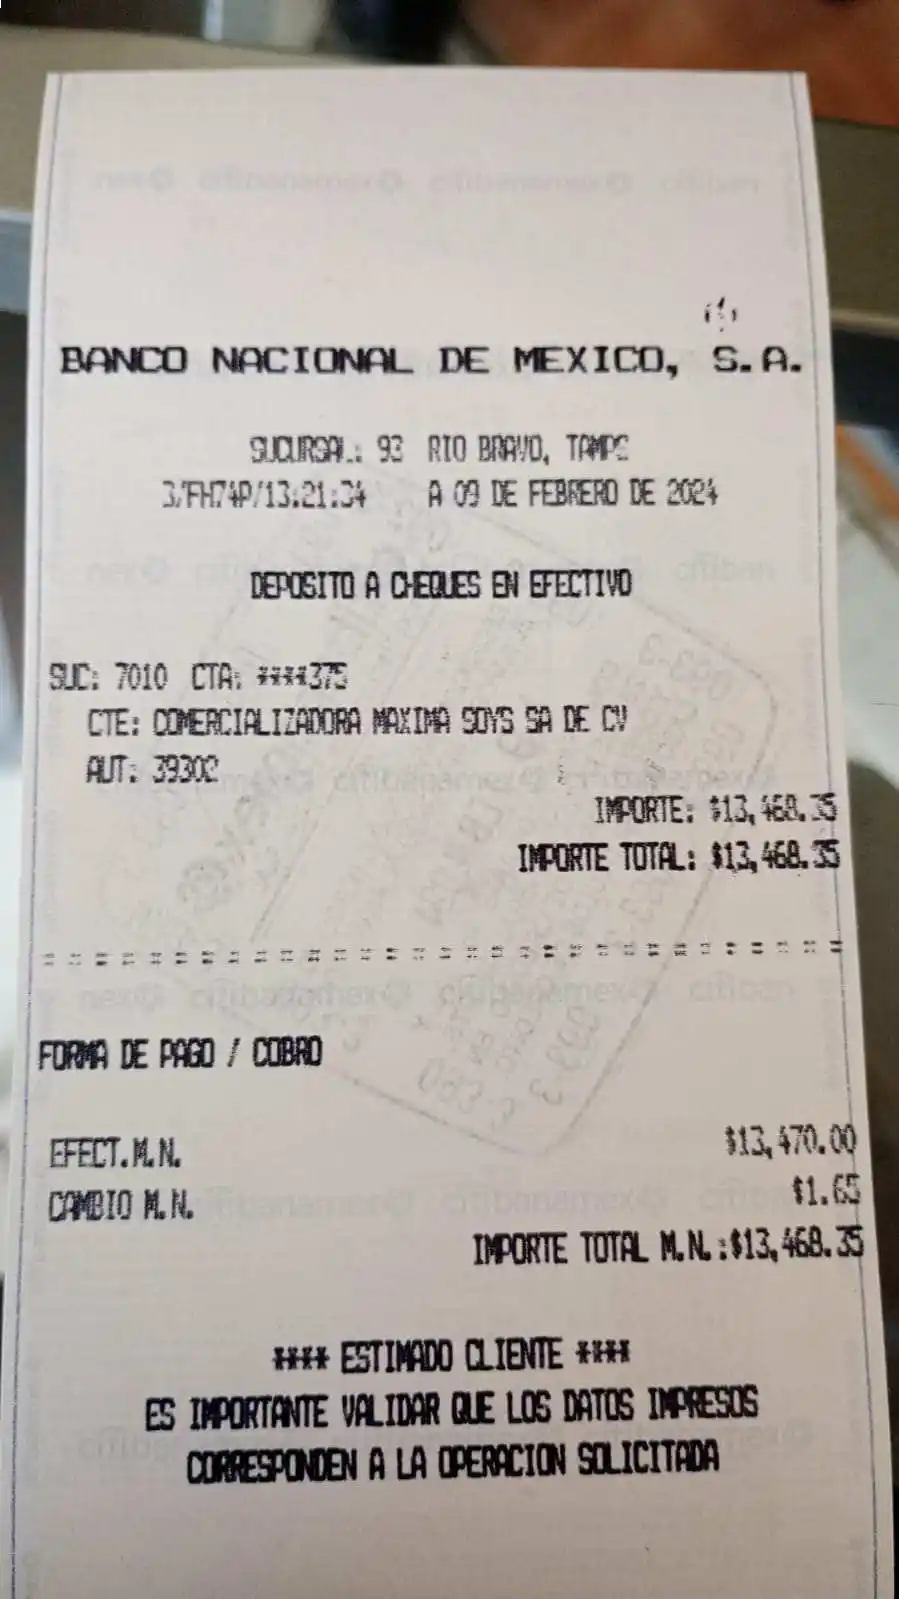 BANCO NACIONAL DE MEXICO, S.A.
SUCURSAL: 93 RIO BRAVO, TAMPS
13:21:34 A 09 DE FEBRERO DE 2024
DEPOSITO A CHEQUES EN EFECTIVO
SUC: 7010 CTA: ****375
CTE: COMERCIALIZADORA MAXIMA SOYS SA DE CV
AUT: 39302
IMPORTE: $13,468.35
IMPORTE TOTAL: $13,468.35
FORMA DE PAGO / COBRO
EFECT.M.N. $13,470.00
CAMBIO M.N. $1.65
IMPORTE TOTAL M.N.:$13,468.35
**** ESTIMADO CLIENTE ****
ES IMPORTANTE VALIDAR QUE LOS DATOS IMPRESOS
CORRESPONDEN A LA OPERACION SOLICITADA